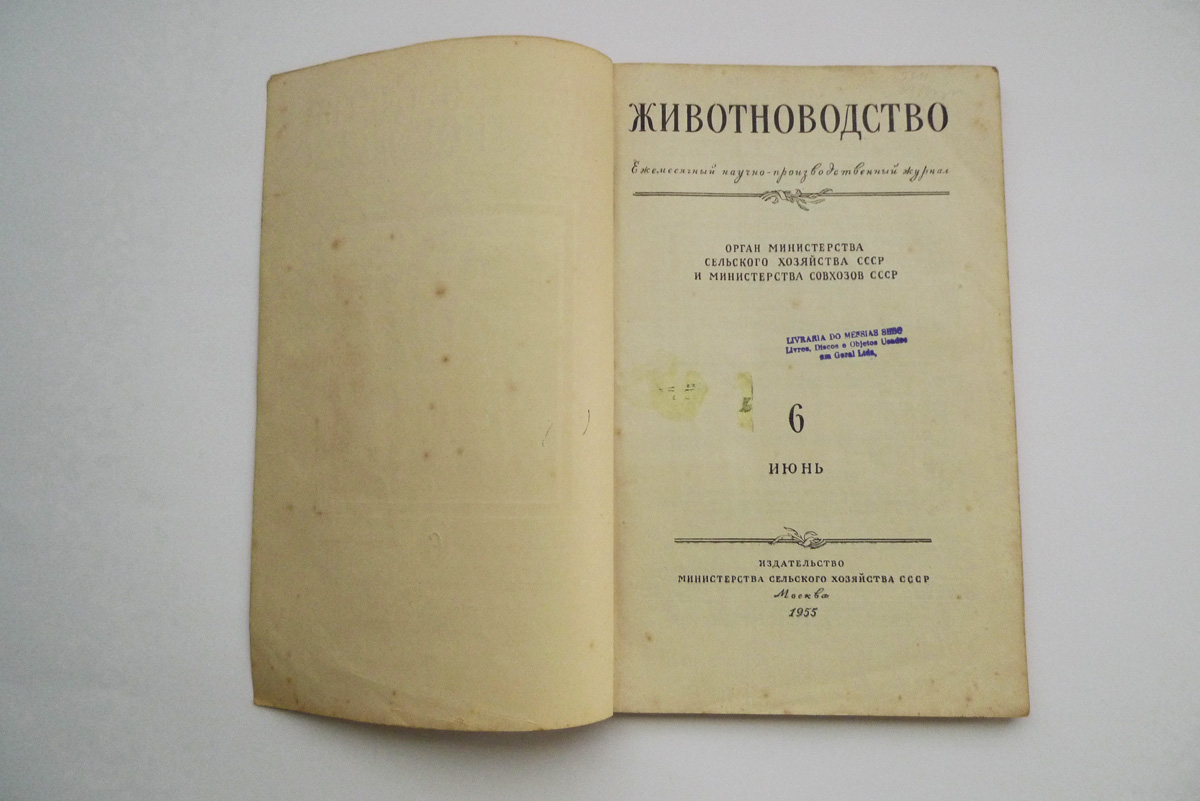 ЖИВОТНОВОДСТВО
Ежемесячный научно-производственный журнал
ОРГАН МИНИСТЕРСТВА
СЕЛЬСКОГО ХОЗЯЙСТВА СССР
И МИНИСТЕРСТВА СОВХОЗОВ СССР
LIVRARIA DO MESSIAS SEBO
Livros, Discos e Objetos Usados
em Geral Ltda.
6
ИЮНЬ
ИЗДАТЕЛЬСТВО
МИНИСТЕРСТВА СЕЛЬСКОГО ХОЗЯЙСТВА СССР
Москва
1955